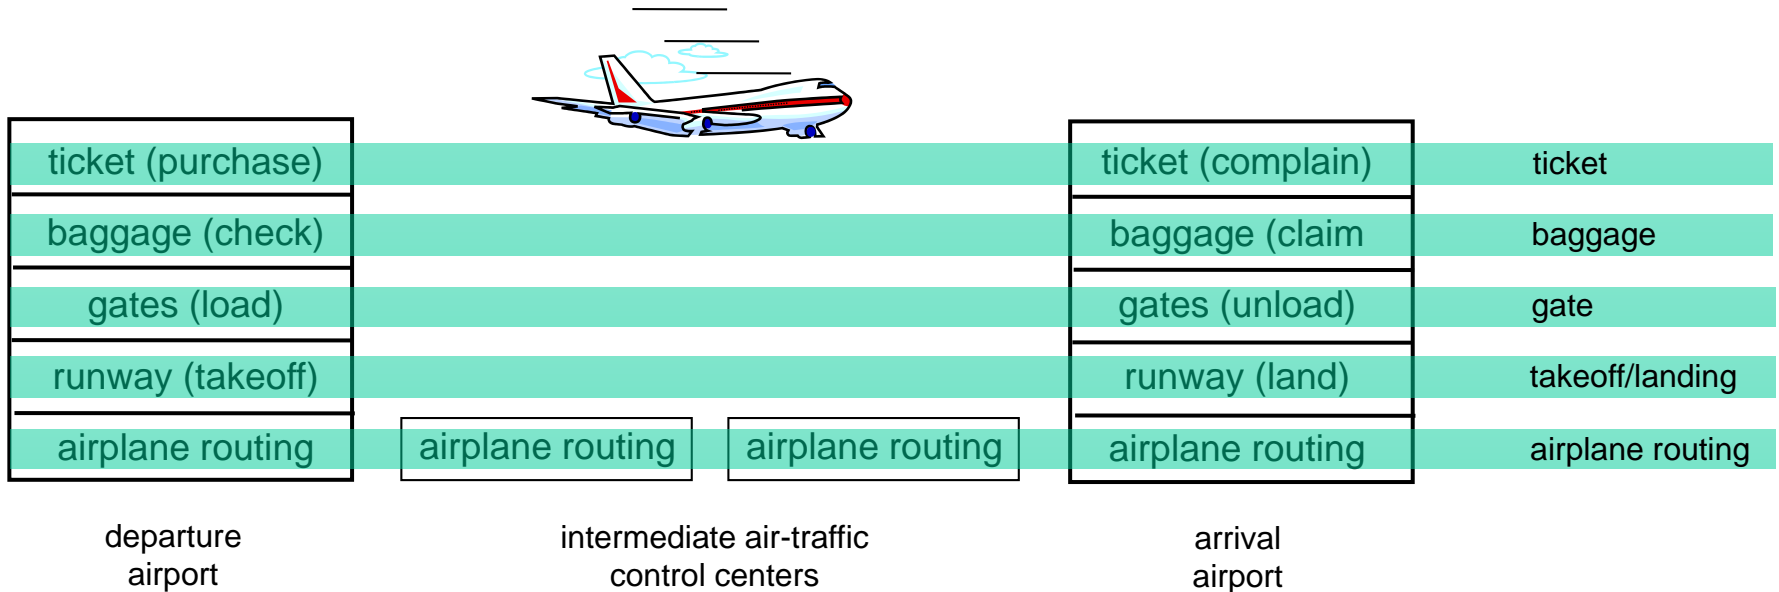 ticket (purchase) ticket (complain) ticket
baggage (check) baggage (claim baggage
gates (load) gates (unload) gate
runway (takeoff) runway (land) takeoff/landing
airplane routing airplane routing airplane routing airplane routing airplane routing
departure
airport
intermediate air-traffic
control centers
arrival
airport